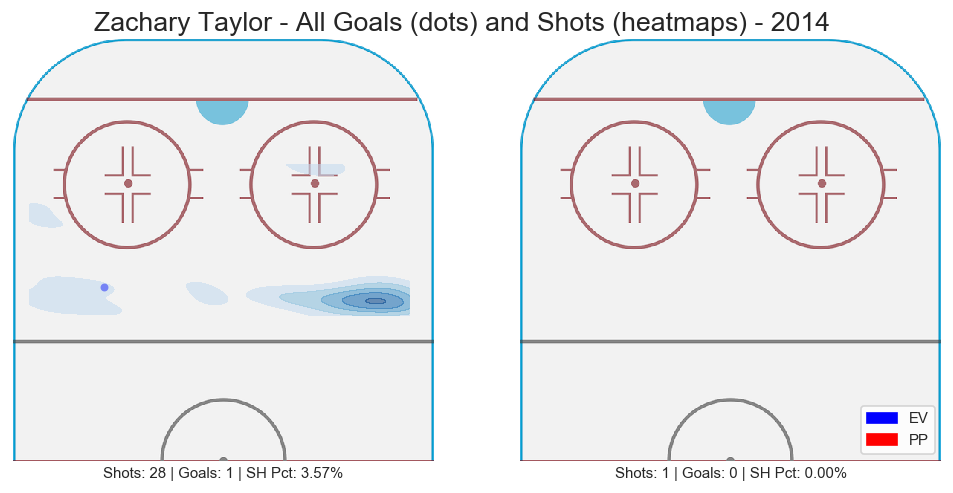 Zachary Taylor - All Goals (dots) and Shots (heatmaps) - 2014
EV
PP
Shots: 28 | Goals: 1 | SH Pct: 3.57%
Shots: 1 | Goals: 0 | SH Pct: 0.00%